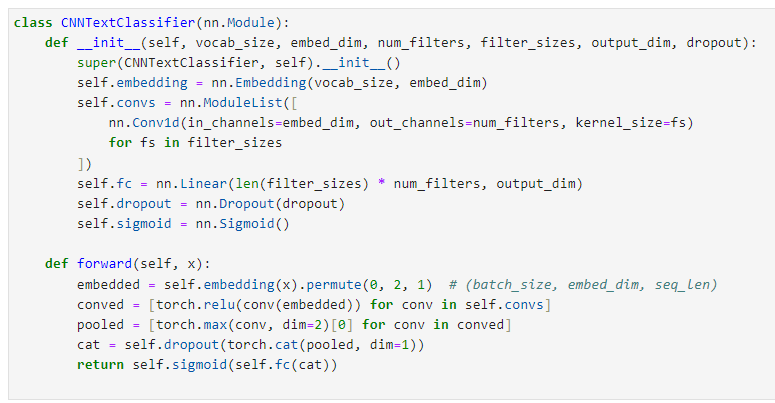 class CNNTextClassifier(nn.Module):
    def __init__(self, vocab_size, embed_dim, num_filters, filter_sizes, output_dim, dropout):
        super(CNNTextClassifier, self).__init__()
        self.embedding = nn.Embedding(vocab_size, embed_dim)
        self.convs = nn.ModuleList([
            nn.Conv1d(in_channels=embed_dim, out_channels=num_filters, kernel_size=fs)
            for fs in filter_sizes
        ])
        self.fc = nn.Linear(len(filter_sizes) * num_filters, output_dim)
        self.dropout = nn.Dropout(dropout)
        self.sigmoid = nn.Sigmoid()

    def forward(self, x):
        embedded = self.embedding(x).permute(0, 2, 1)  # (batch_size, embed_dim, seq_len)
        conved = [torch.relu(conv(embedded)) for conv in self.convs]
        pooled = [torch.max(conv, dim=2)[0] for conv in conved]
        cat = self.dropout(torch.cat(pooled, dim=1))
        return self.sigmoid(self.fc(cat))